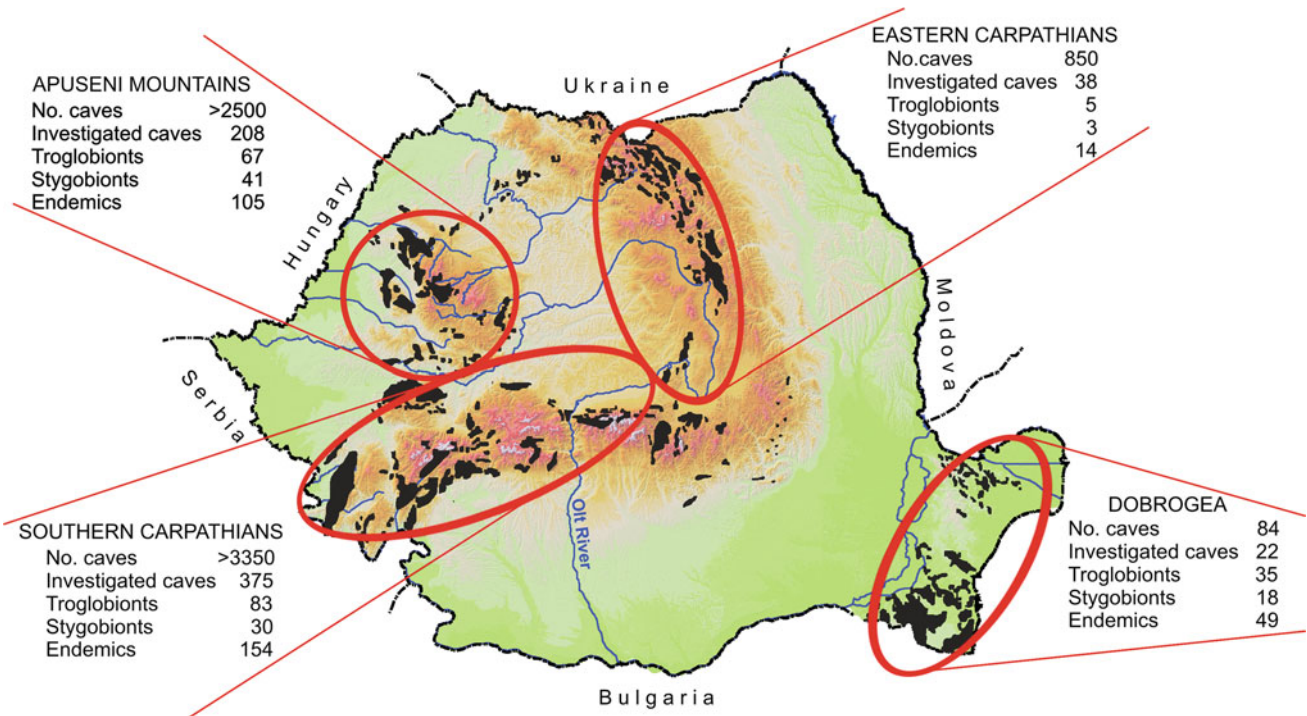 EASTERN CARPATHIANS
No.caves 850
Investigated caves 38
Troglobionts 5
Stygobionts 3
Endemics 14
APUSENI MOUNTAINS
No. caves >2500
Investigated caves 208
Troglobionts 67
Stygobionts 41
Endemics 105
Ukraine
Hungary
Moldova
Serbia
SOUTHERN CARPATHIANS
No. caves >3350
Investigated caves 375
Troglobionts 83
Stygobionts 30
Endemics 154
Olt River
DOBROGEA
No. caves 84
Investigated caves 22
Troglobionts 35
Stygobionts 18
Endemics 49
Bulgaria